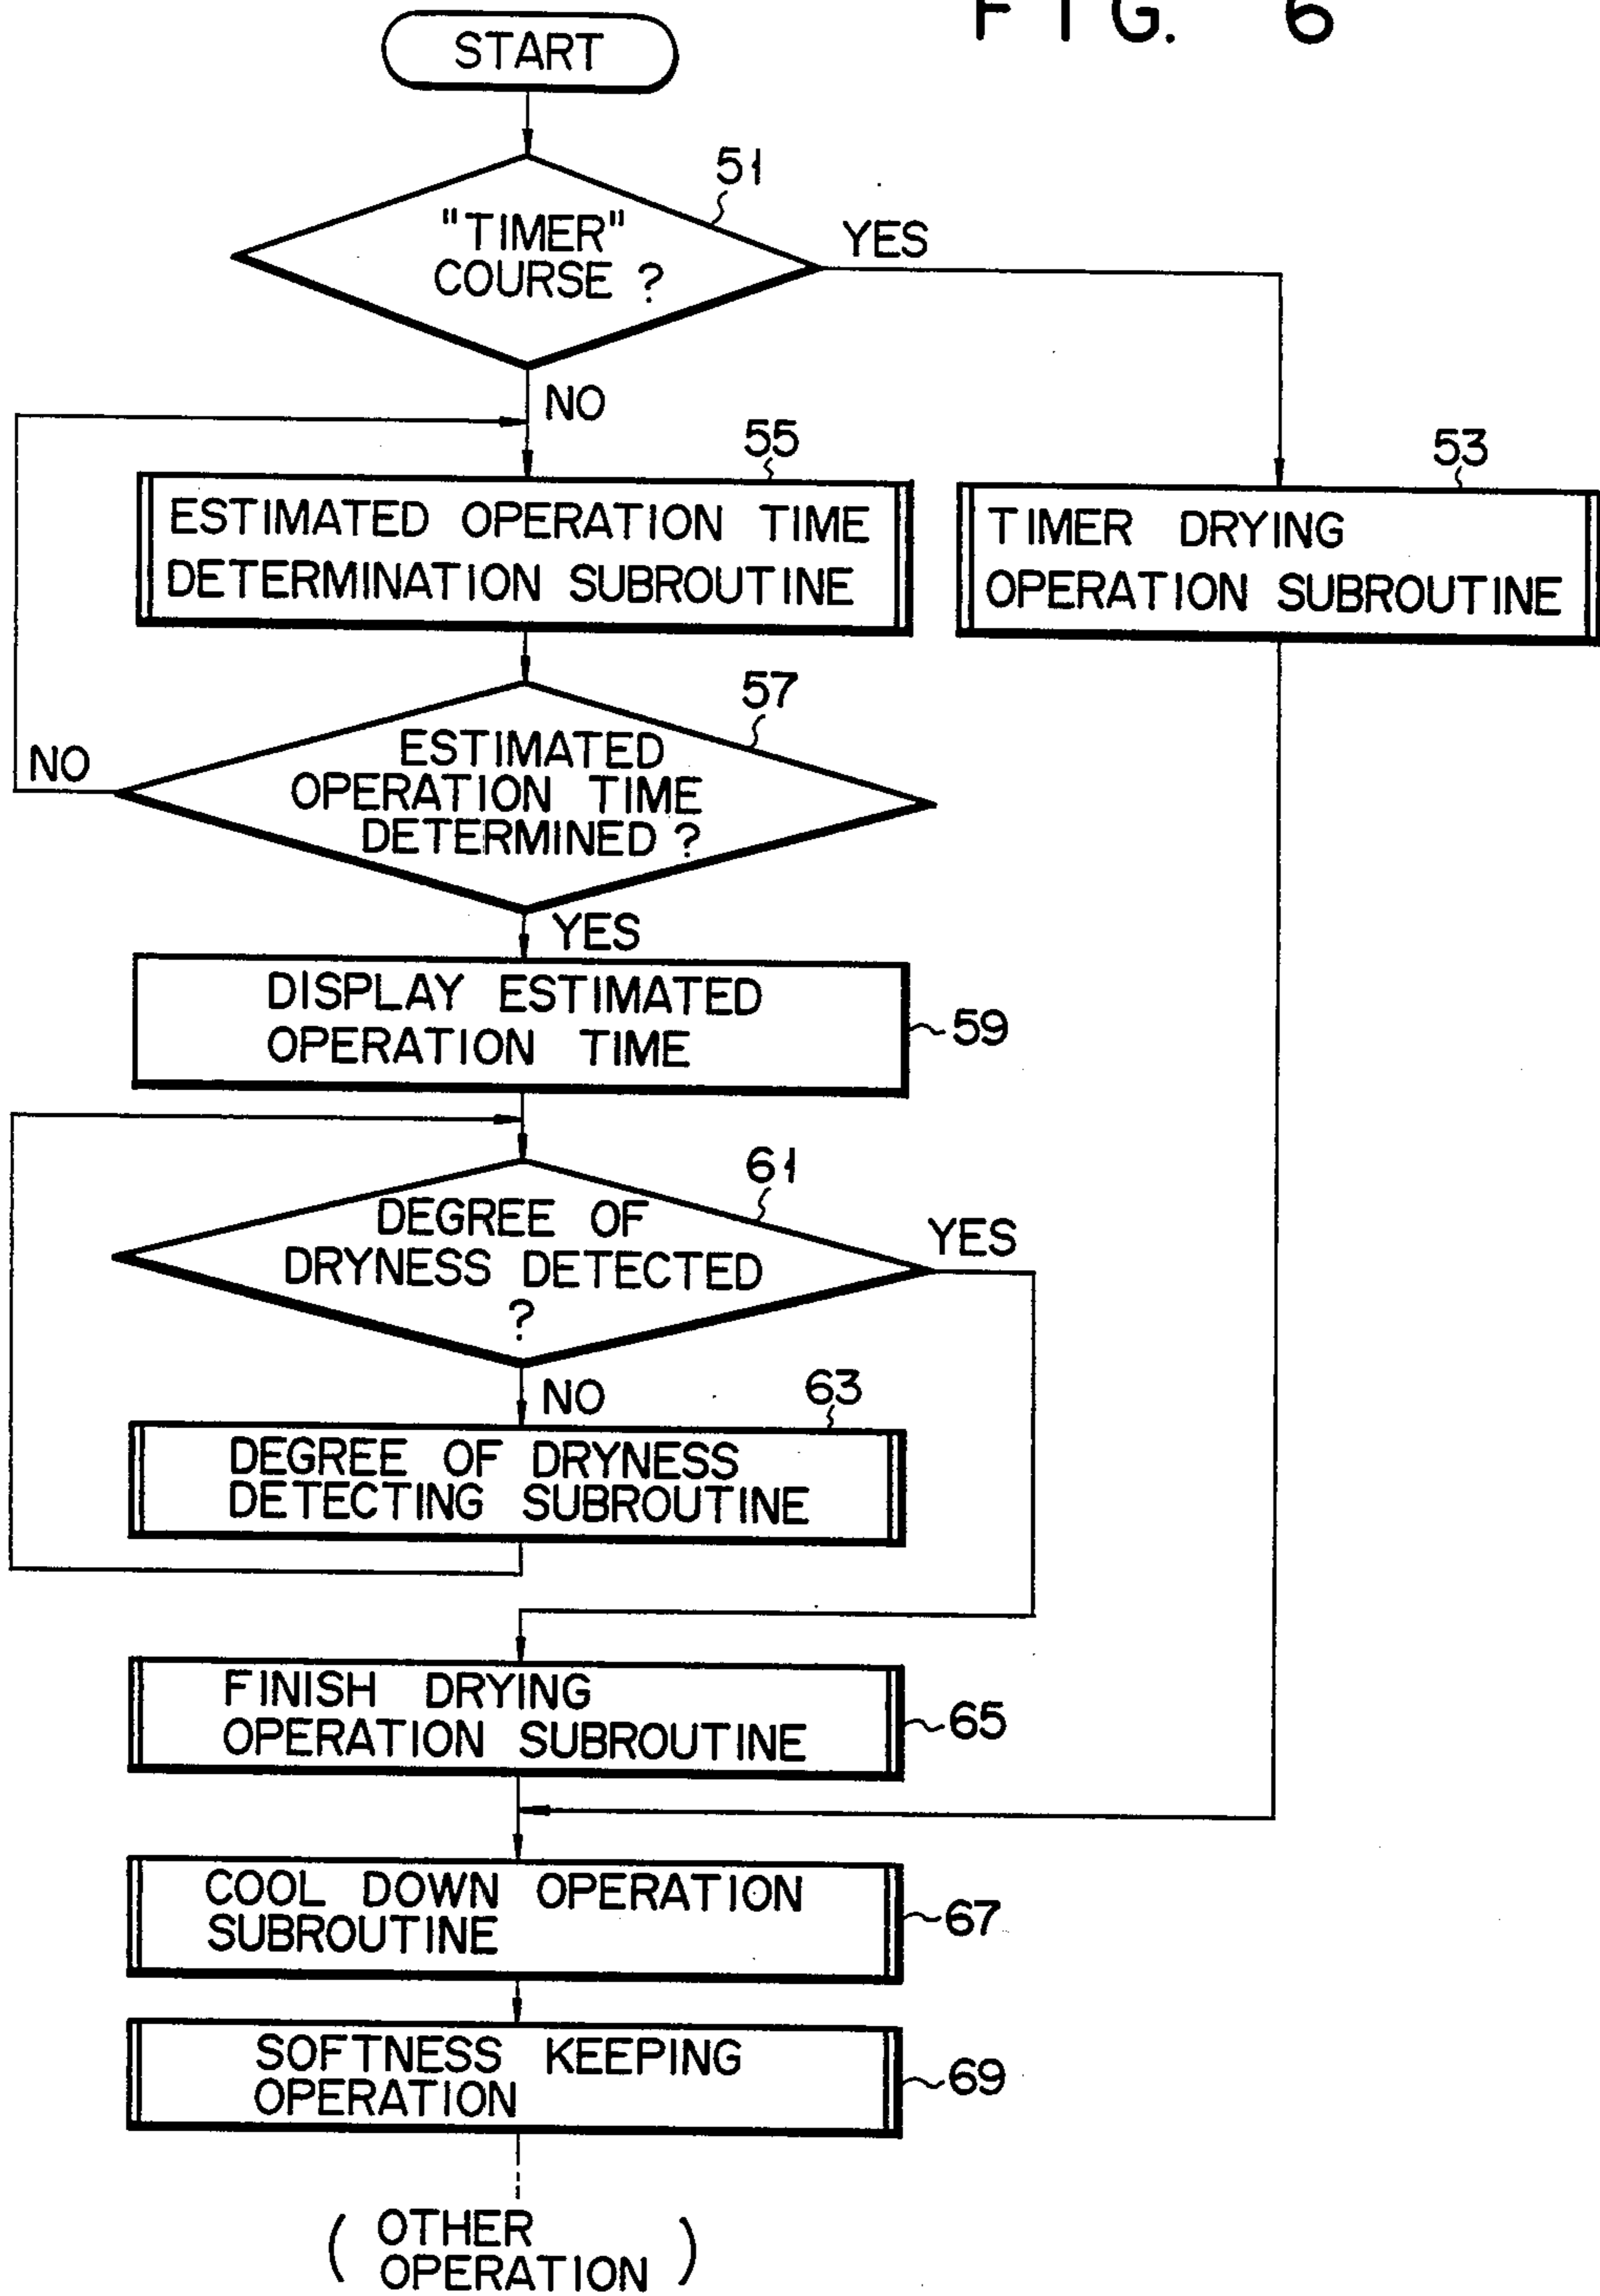 FIG. 6
START
51
"TIMER"
COURSE ?
YES
NO
55
ESTIMATED OPERATION TIME
DETERMINATION SUBROUTINE
53
TIMER DRYING
OPERATION SUBROUTINE
57
ESTIMATED
OPERATION TIME
DETERMINED ?
NO
YES
DISPLAY ESTIMATED
OPERATION TIME
59
61
DEGREE OF
DRYNESS DETECTED
?
YES
NO
63
DEGREE OF DRYNESS
DETECTING SUBROUTINE
FINISH DRYING
OPERATION SUBROUTINE
65
COOL DOWN OPERATION
SUBROUTINE
67
SOFTNESS KEEPING
OPERATION
69
( OTHER
OPERATION )